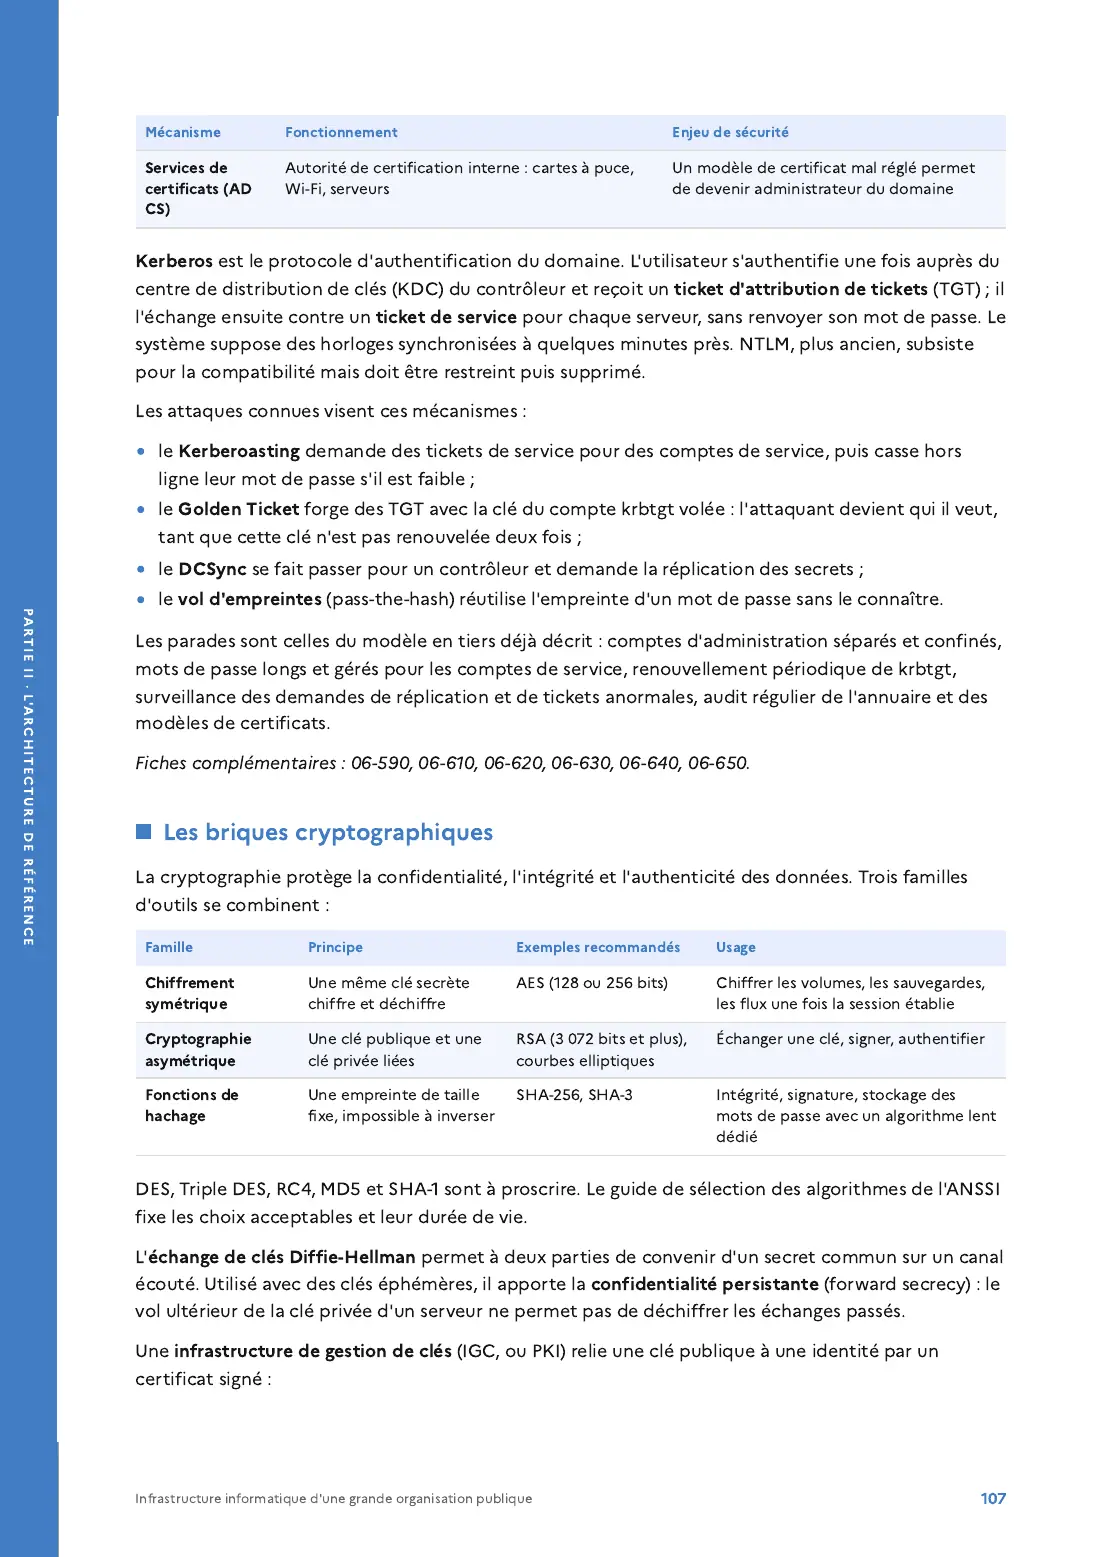 Mécanisme Fonctionnement Enjeu de sécurité
Services de certificats (AD CS) Autorité de certification interne : cartes à puce, Wi-Fi, serveurs Un modèle de certificat mal réglé permet de devenir administrateur du domaine
Kerberos est le protocole d'authentification du domaine. L'utilisateur s'authentifie une fois auprès du
centre de distribution de clés (KDC) du contrôleur et reçoit un ticket d'attribution de tickets (TGT) ; il
l'échange ensuite contre un ticket de service pour chaque serveur, sans renvoyer son mot de passe. Le
système suppose des horloges synchronisées à quelques minutes près. NTLM, plus ancien, subsiste
pour la compatibilité mais doit être restreint puis supprimé.
Les attaques connues visent ces mécanismes :
• le Kerberoasting demande des tickets de service pour des comptes de service, puis casse hors
ligne leur mot de passe s'il est faible ;
• le Golden Ticket forge des TGT avec la clé du compte krbtgt volée : l'attaquant devient qui il veut,
tant que cette clé n'est pas renouvelée deux fois ;
• le DCSync se fait passer pour un contrôleur et demande la réplication des secrets ;
• le vol d'empreintes (pass-the-hash) réutilise l'empreinte d'un mot de passe sans le connaître.
Les parades sont celles du modèle en tiers déjà décrit : comptes d'administration séparés et confinés,
mots de passe longs et gérés pour les comptes de service, renouvellement périodique de krbtgt,
surveillance des demandes de réplication et de tickets anormales, audit régulier de l'annuaire et des
modèles de certificats.
Fiches complémentaires : 06-590, 06-610, 06-620, 06-630, 06-640, 06-650.
Les briques cryptographiques
La cryptographie protège la confidentialité, l'intégrité et l'authenticité des données. Trois familles
d'outils se combinent :
Famille Principe Exemples recommandés Usage
Chiffrement symétrique Une même clé secrète chiffre et déchiffre AES (128 ou 256 bits) Chiffrer les volumes, les sauvegardes, les flux une fois la session établie
Cryptographie asymétrique Une clé publique et une clé privée liées RSA (3 072 bits et plus), courbes elliptiques Échanger une clé, signer, authentifier
Fonctions de hachage Une empreinte de taille fixe, impossible à inverser SHA-256, SHA-3 Intégrité, signature, stockage des mots de passe avec un algorithme lent dédié
DES, Triple DES, RC4, MD5 et SHA-1 sont à proscrire. Le guide de sélection des algorithmes de l'ANSSI
fixe les choix acceptables et leur durée de vie.
L'échange de clés Diffie-Hellman permet à deux parties de convenir d'un secret commun sur un canal
écouté. Utilisé avec des clés éphémères, il apporte la confidentialité persistante (forward secrecy) : le
vol ultérieur de la clé privée d'un serveur ne permet pas de déchiffrer les échanges passés.
Une infrastructure de gestion de clés (IGC, ou PKI) relie une clé publique à une identité par un
certificat signé :
Infrastructure informatique d'une grande organisation publique 107
PARTIE II · L'ARCHITECTURE DE RÉFÉRENCE